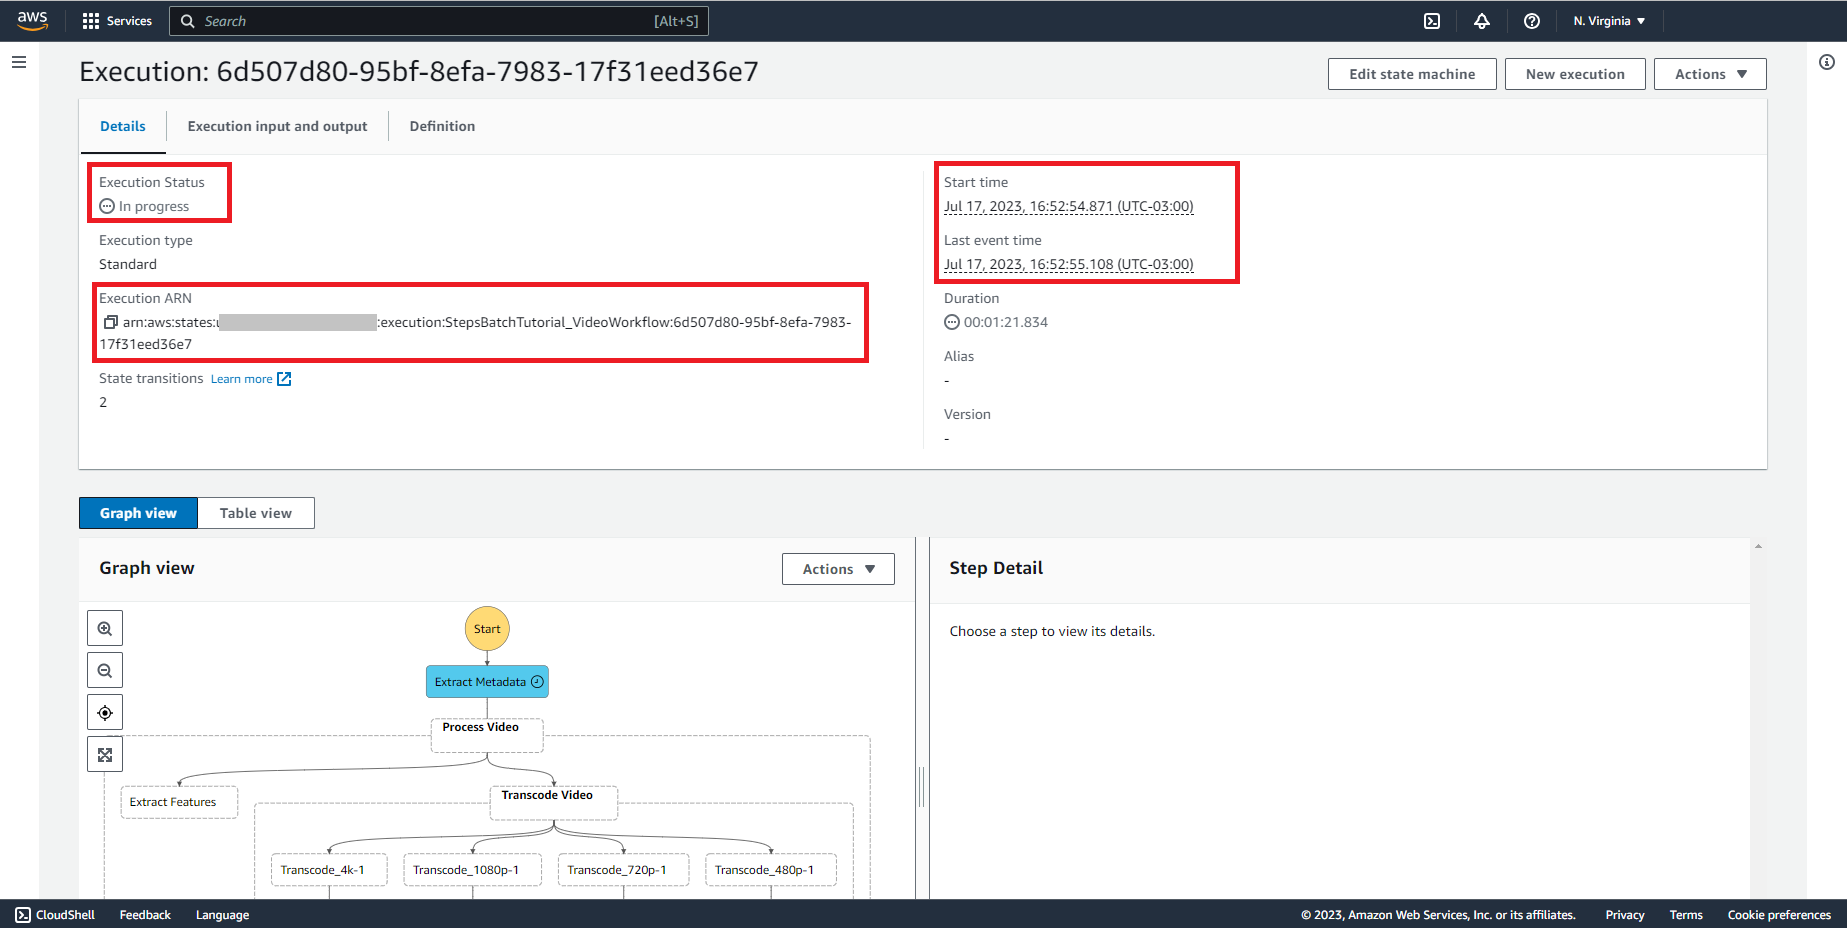 aws
Services
Search
[Alt+S]
N. Virginia
Execution: 6d507d80-95bf-8efa-7983-17f31eed36e7
Edit state machine
New execution
Actions
Details
Execution input and output
Definition
Execution Status
In progress
Execution type
Standard
Execution ARN
arn:aws:states:u :execution:StepsBatchTutorial_VideoWorkflow:6d507d80-95bf-8efa-7983-
17f31eed36e7
State transitions Learn more
2
Start time
Jul 17, 2023, 16:52:54.871 (UTC-03:00)
Last event time
Jul 17, 2023, 16:52:55.108 (UTC-03:00)
Duration
00:01:21.834
Alias
-
Version
-
Graph view
Table view
Graph view
Actions
Start
Extract Metadata
Process Video
Extract Features
Transcode Video
Transcode_4k-1
Transcode_1080p-1
Transcode_720p-1
Transcode_480p-1
Step Detail
Choose a step to view its details.
CloudShell
Feedback
Language
© 2023, Amazon Web Services, Inc. or its affiliates.
Privacy
Terms
Cookie preferences